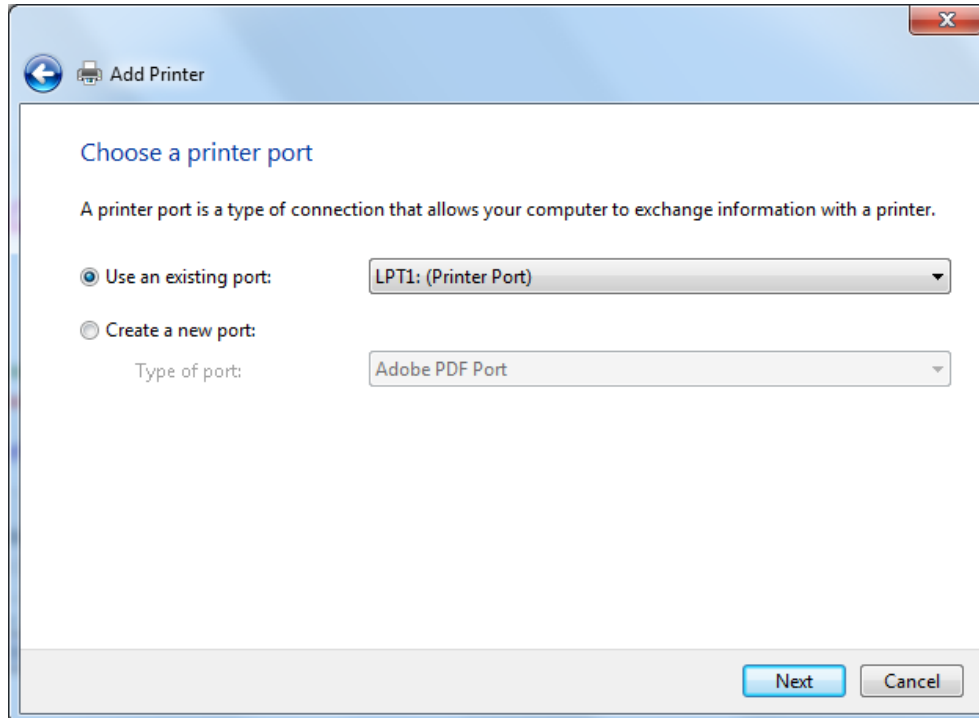 Add Printer
Choose a printer port
A printer port is a type of connection that allows your computer to exchange information with a printer.
Use an existing port: LPT1: (Printer Port)
Create a new port:
Type of port: Adobe PDF Port
Next Cancel